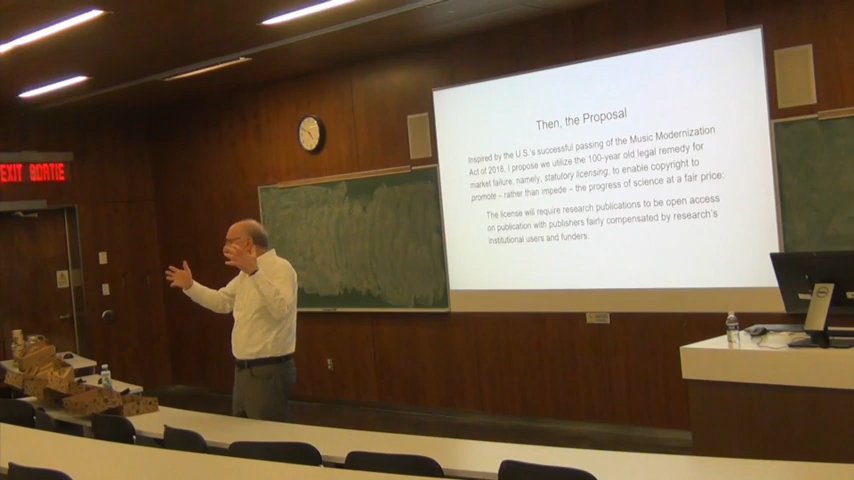 EXIT SORTIE
Then, the Proposal
Inspired by the U.S.'s successful passing of the Music Modernization
Act of 2018, I propose we utilize the 100-year old legal remedy for
market failure, namely, statutory licensing, to enable copyright to
promote – rather than impede – the progress of science at a fair price:
The license will require research publications to be open access
on publication with publishers fairly compensated by research's
institutional users and funders.
DELL